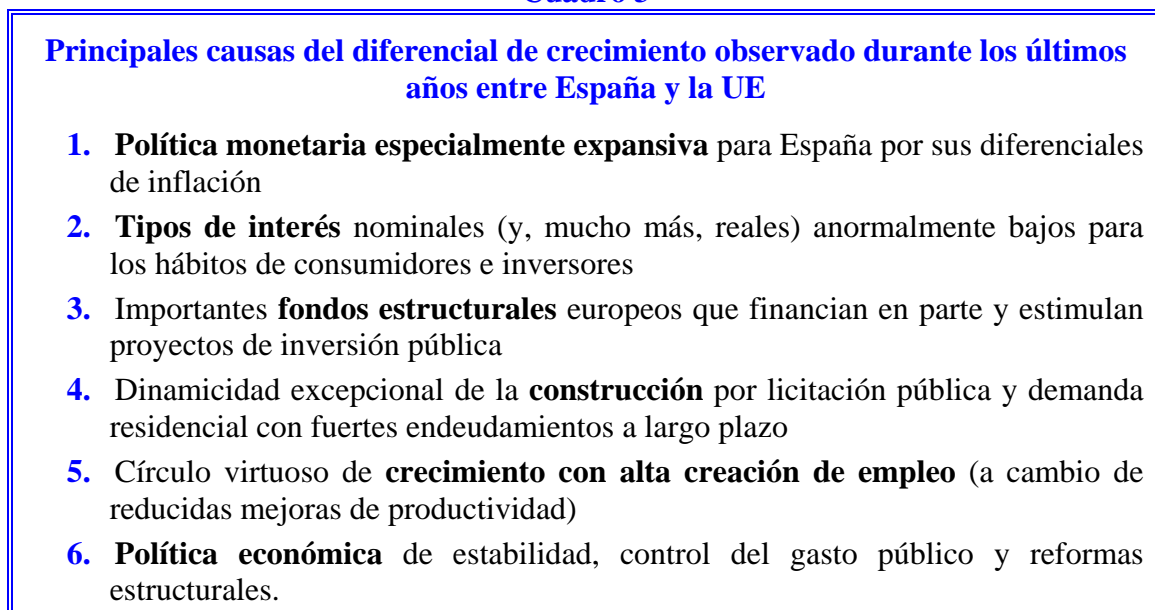 Principales causas del diferencial de crecimiento observado durante los últimos
años entre España y la UE
1. Política monetaria especialmente expansiva para España por sus diferenciales
de inflación
2. Tipos de interés nominales (y, mucho más, reales) anormalmente bajos para
los hábitos de consumidores e inversores
3. Importantes fondos estructurales europeos que financian en parte y estimulan
proyectos de inversión pública
4. Dinamicidad excepcional de la construcción por licitación pública y demanda
residencial con fuertes endeudamientos a largo plazo
5. Círculo virtuoso de crecimiento con alta creación de empleo (a cambio de
reducidas mejoras de productividad)
6. Política económica de estabilidad, control del gasto público y reformas
estructurales.